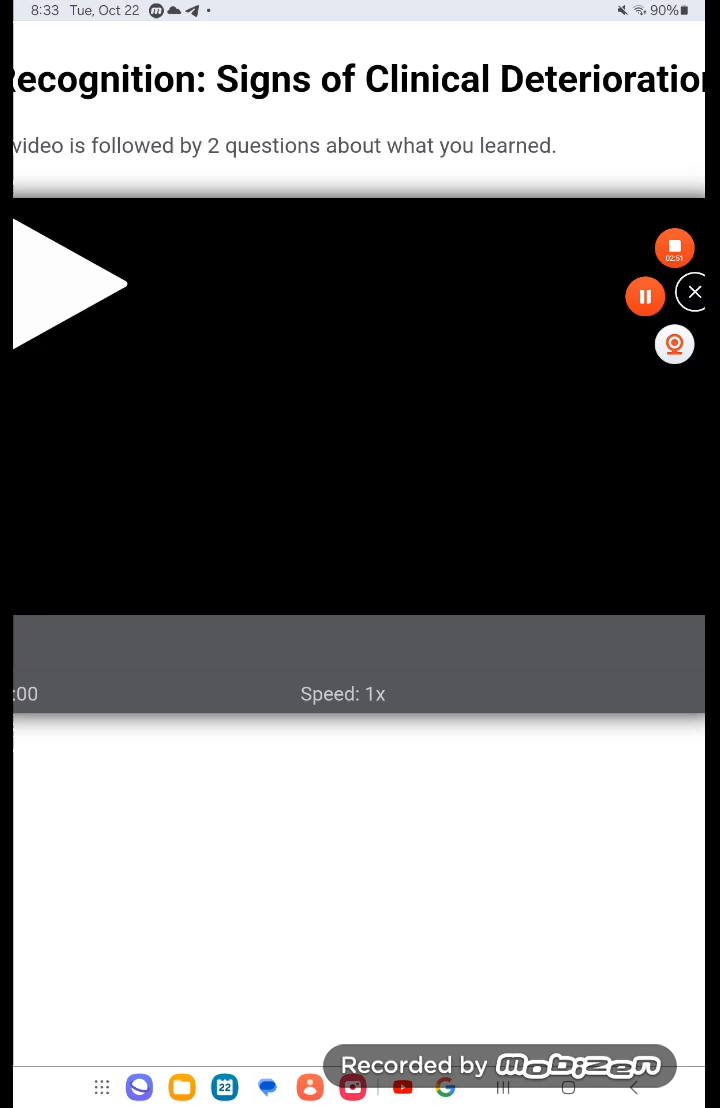 8:33 Tue, Oct 22 90%
ecognition: Signs of Clinical Deterioratio
video is followed by 2 questions about what you learned.
02:51
:00 Speed: 1x
Recorded by mobizen
22